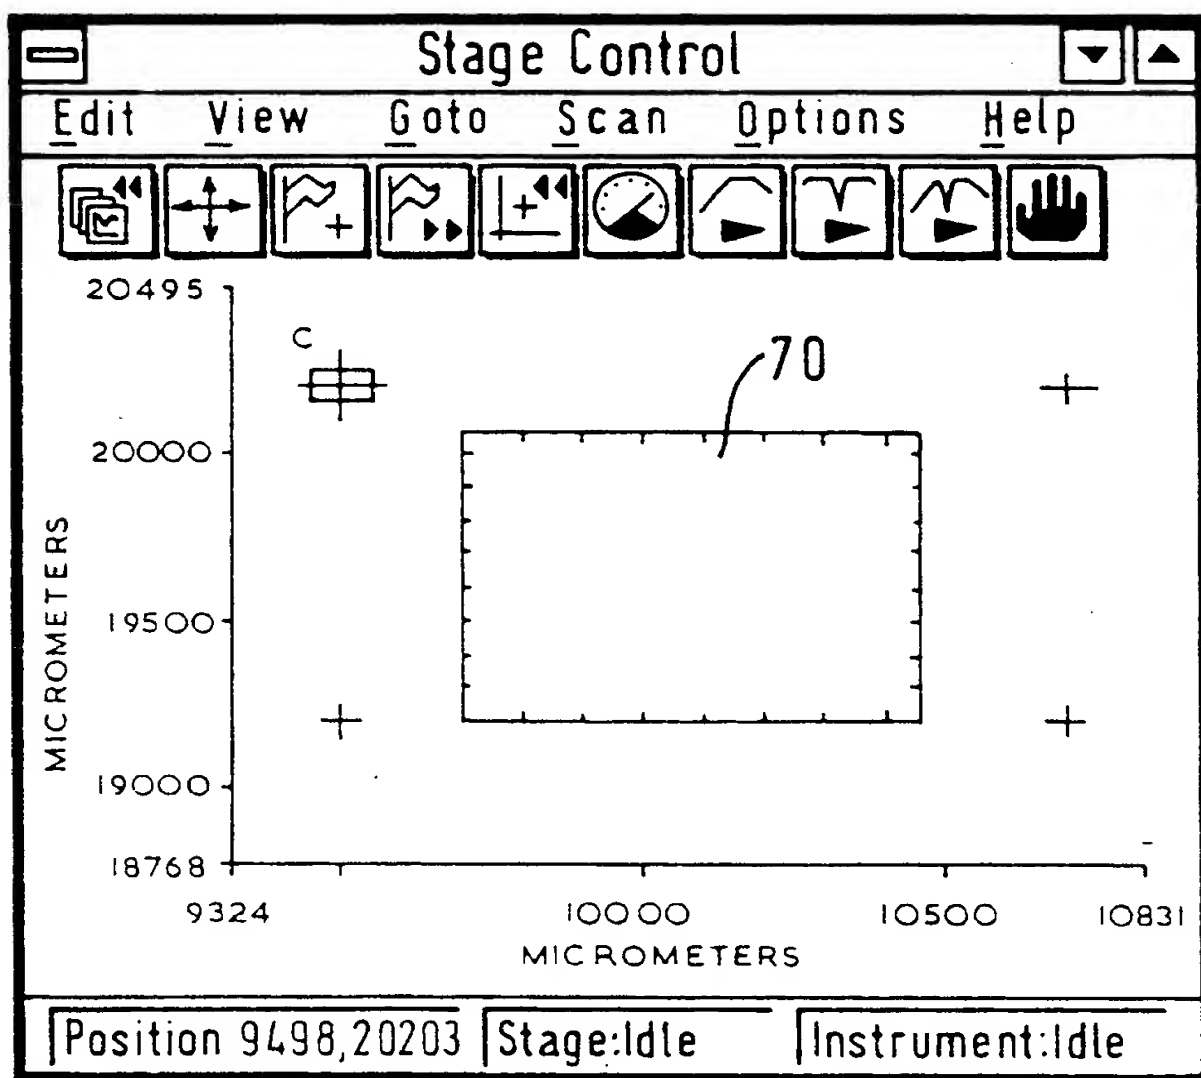 Stage Control
Edit View Goto Scan Options Help
20495
C
70
20000
19500
19000
18768
MICROMETERS
9324 10000 10500 10831
MICROMETERS
Position 9498,20203 Stage:Idle Instrument:Idle